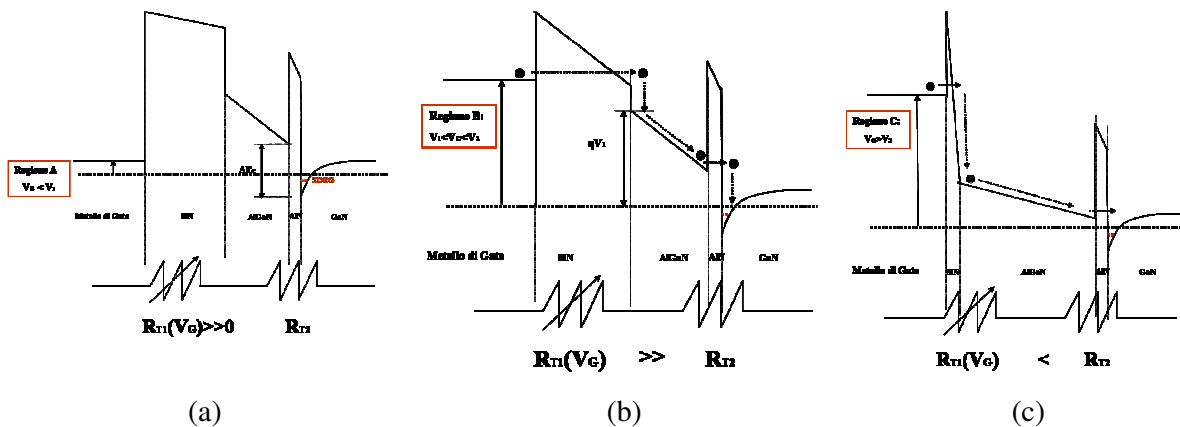 Regione A
V_G < V_1
ΔE_C
2DEG
Metallo di Gate SiN AlGaN AlN GaN
R_T1(V_G)>>0 R_T2
(a)
Regione B:
V_1<V_G<V_2
qV_1
Metallo di Gate SiN AlGaN AlN GaN
R_T1(V_G) >> R_T2
(b)
Regione C:
V_G>V_2
Metallo di Gate SiN AlGaN AlN GaN
R_T1(V_G) < R_T2
(c)